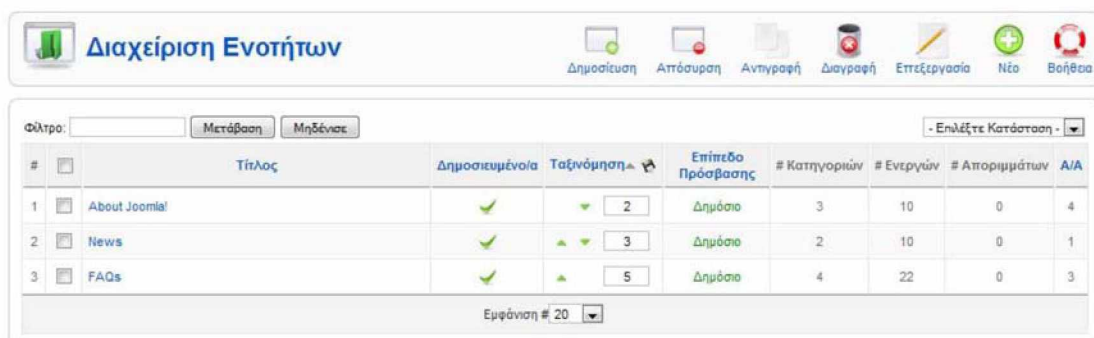 Διαχείριση Ενοτήτων
Δημοσίευση Απόσυρση Αντιγραφή Διαγραφή Επεξεργασία Νέο Βοήθεια
Φίλτρο: Μετάβαση Μηδένισε - Επιλέξτε Κατάσταση -
# Τίτλος Δημοσιευμένο/α Ταξινόμηση Επίπεδο Πρόσβασης # Κατηγοριών # Ενεργών # Απορριμμάτων Α/Α
1 About Joomla! 2 Δημόσιο 3 10 0 4
2 News 3 Δημόσιο 2 10 0 1
3 FAQs 5 Δημόσιο 4 22 0 3
Εμφάνιση # 20